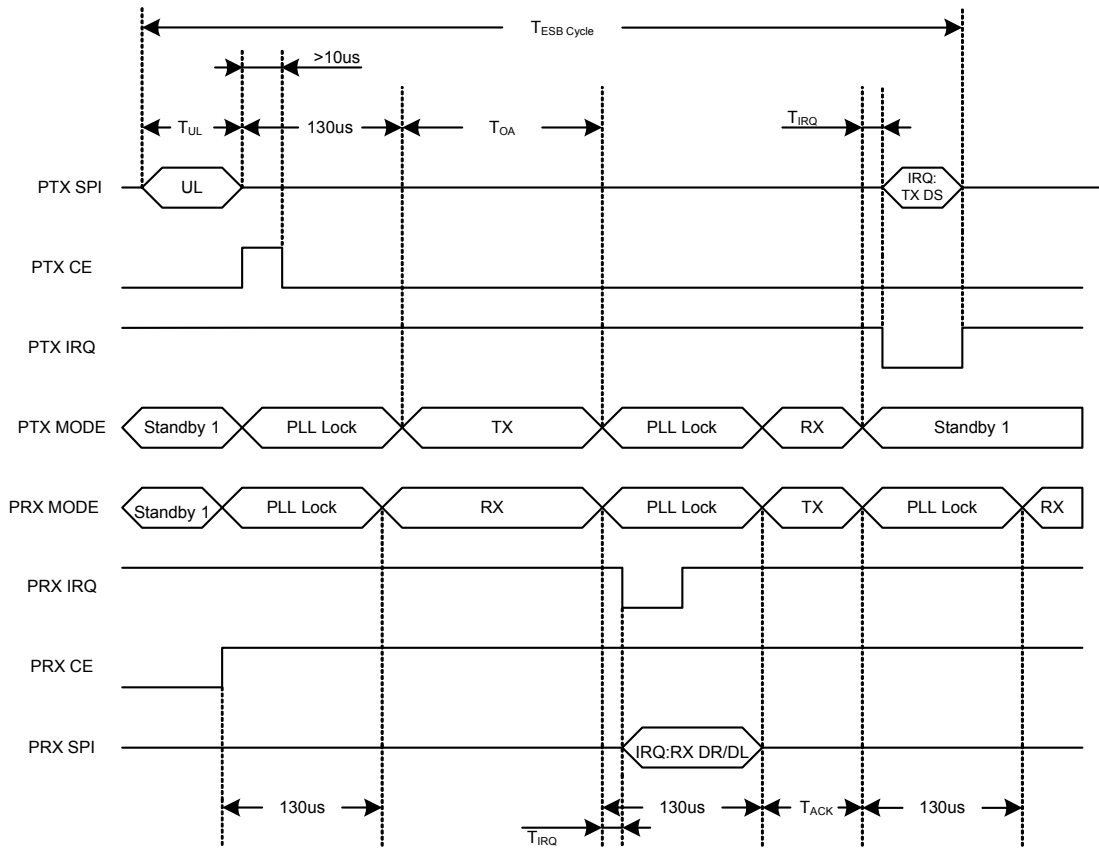 TESB Cycle
>10us
TUL
130us
TOA
TIRQ
PTX SPI
UL
IRQ:
TX DS
PTX CE
PTX IRQ
PTX MODE
Standby 1
PLL Lock
TX
PLL Lock
RX
Standby 1
PRX MODE
Standby 1
PLL Lock
RX
PLL Lock
TX
PLL Lock
RX
PRX IRQ
PRX CE
PRX SPI
IRQ:RX DR/DL
130us
130us
TACK
130us
TIRQ